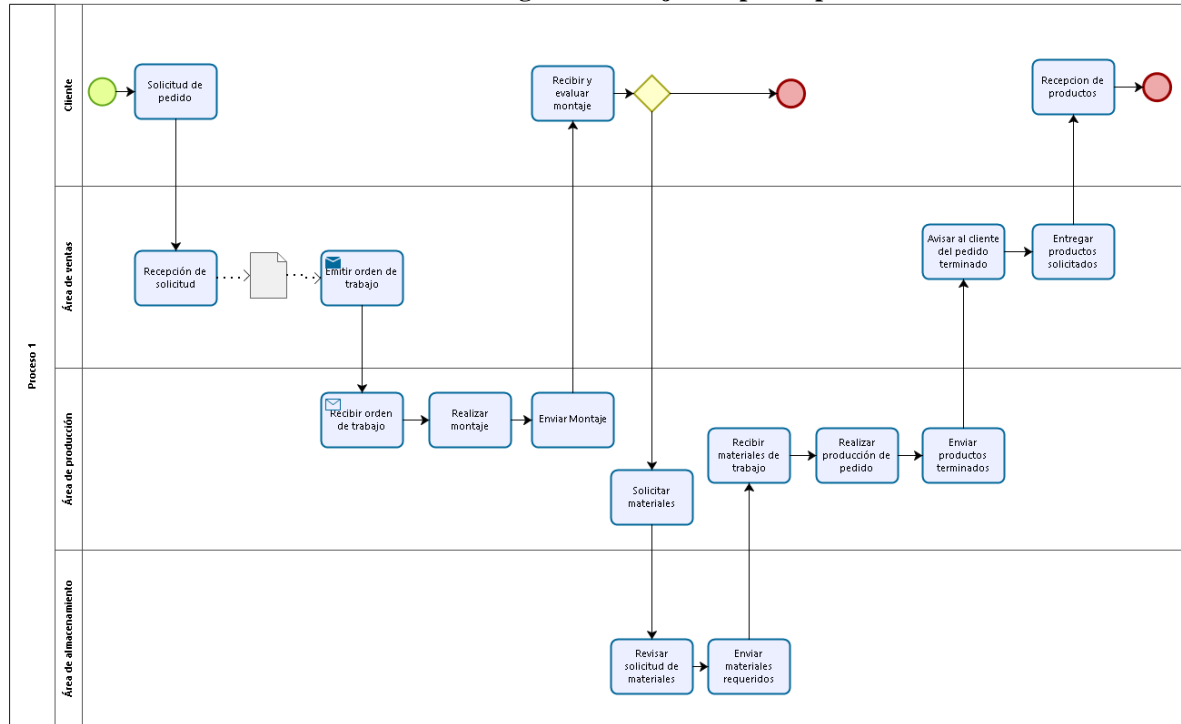 Proceso 1
Cliente
Solicitud de
pedido
Recibir y
evaluar
montaje
Recepcion de
productos
Área de ventas
Recepción de
solicitud
Emitir orden de
trabajo
Avisar al cliente
del pedido
terminado
Entregar
productos
solicitados
Área de producción
Recibir orden
de trabajo
Realizar
montaje
Enviar Montaje
Solicitar
materiales
Recibir
materiales de
trabajo
Realizar
producción de
pedido
Enviar
productos
terminados
Área de almacenamiento
Revisar
solicitud de
materiales
Enviar
materiales
requeridos